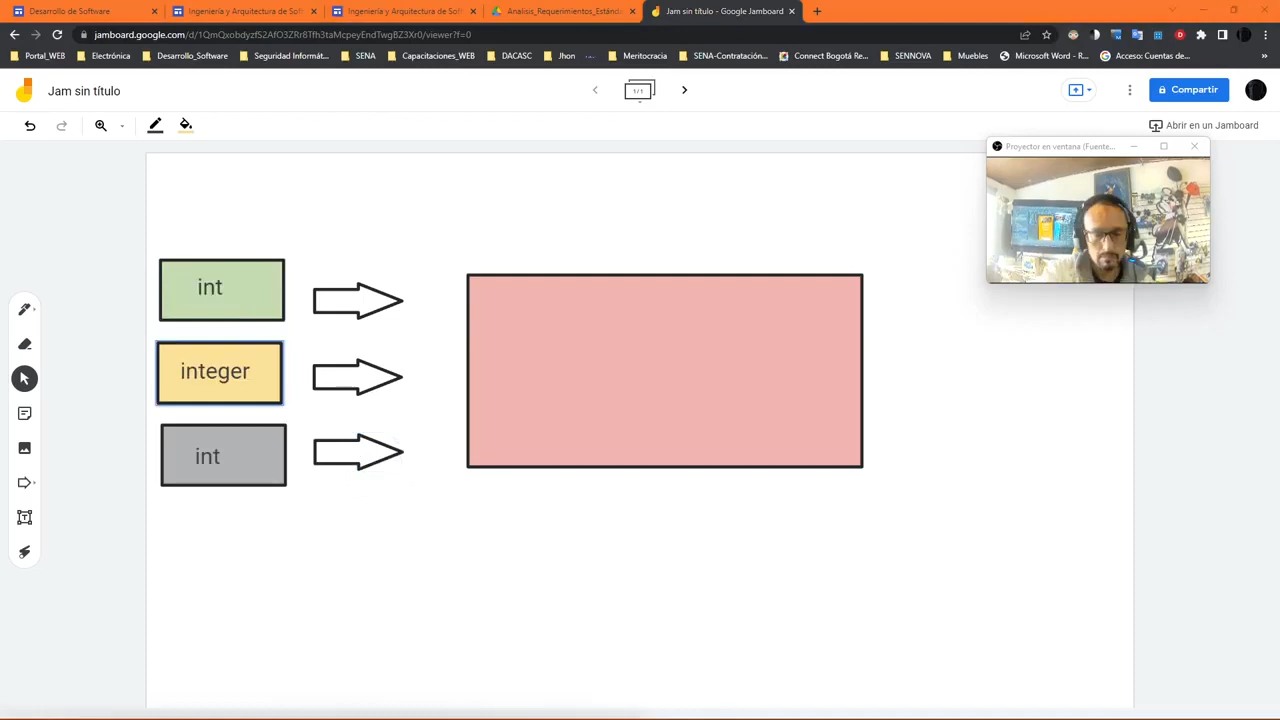 Desarrollo de Software
Ingeniería y Arquitectura de Soft
Ingeniería y Arquitectura de Soft
Analisis_Requerimientos_Estánd
Jam sin título - Google Jamboard
jamboard.google.com/d/1QmQxobdyzfS2AfO3ZRr8Tfh3taMcpeyEndTwgBZ3Xr0/viewer?f=0
Portal_WEB
Electrónica
Desarrollo_Software
Seguridad Informát...
SENA
Capacitaciones_WEB
DACASC
Jhon
Meritocracia
SENA-Contratación...
Connect Bogotá Re...
SENNOVA
Muebles
Microsoft Word - R...
Acceso: Cuentas de...
Jam sin título
1/1
Compartir
Abrir en un Jamboard
Proyector en ventana (Fuente...
int
integer
int